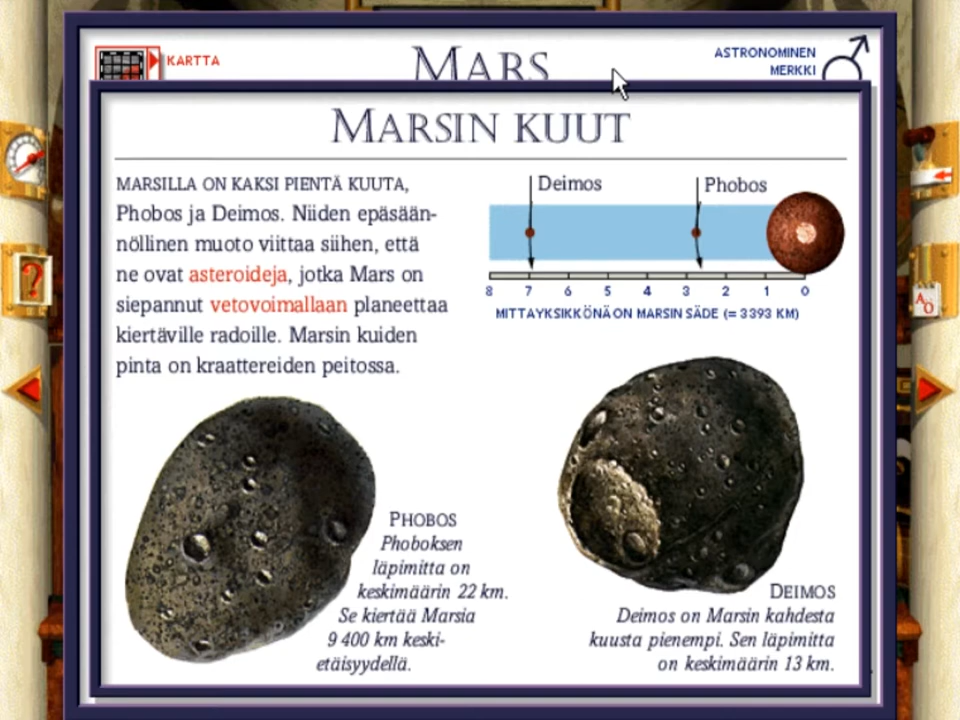 KARTTA
MARS
ASTRONOMINEN
MERKKI
MARSIN KUUT
MARSILLA ON KAKSI PIENTÄ KUUTA,
Phobos ja Deimos. Niiden epäsään-
nöllinen muoto viittaa siihen, että
ne ovat asteroideja, jotka Mars on
siepannut vetovoimallaan planeettaa
kiertäville radoille. Marsin kuiden
pinta on kraattereiden peitossa.
Deimos
Phobos
8 7 6 5 4 3 2 1 0
MITTAYKSIKKÖNÄ ON MARSIN SÄDE (= 3393 KM)
PHOBOS
Phoboksen
läpimitta on
keskimäärin 22 km.
Se kiertää Marsia
9 400 km keski-
etäisyydellä.
DEIMOS
Deimos on Marsin kahdesta
kuusta pienempi. Sen läpimitta
on keskimäärin 13 km.
?
A
O